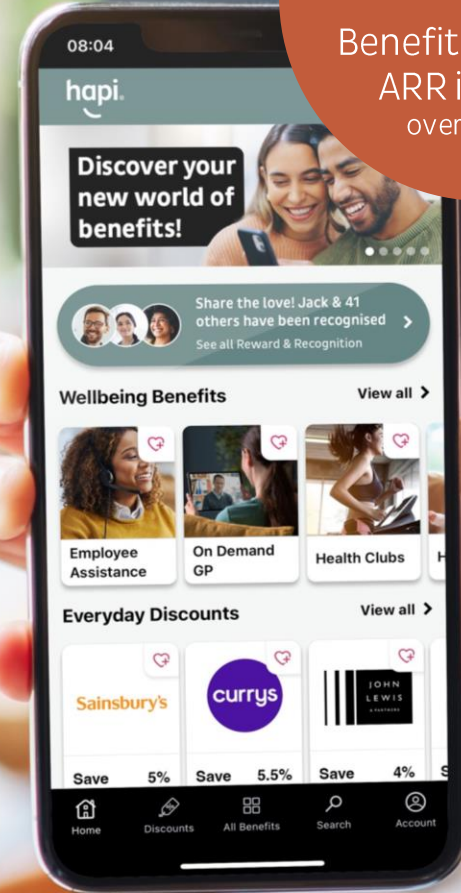 Benefit
ARR i
over
08:04
hapi.
Discover your
new world of
benefits!
Share the love! Jack & 41
others have been recognised
See all Reward & Recognition
Wellbeing Benefits
View all
Employee
Assistance
On Demand
GP
Health Clubs
H
Everyday Discounts
View all
Sainsbury's
currys
JOHN
LEWIS
& PARTNERS
Save 5%
Save 5.5%
Save 4%
S
Home
Discounts
All Benefits
Search
Account